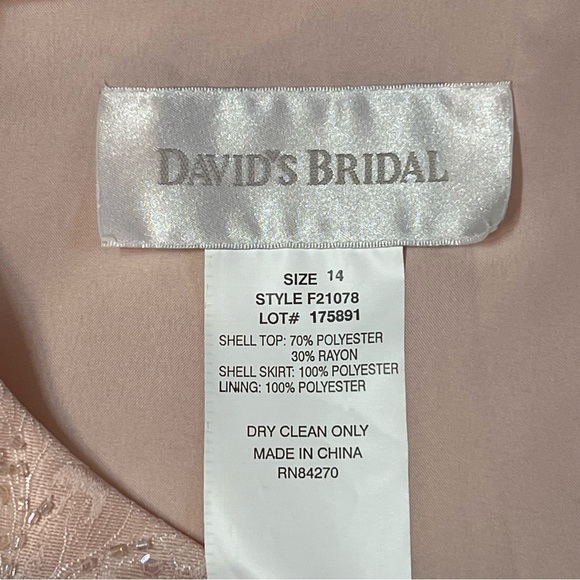 DAVID'S BRIDAL
SIZE 14
STYLE F21078
LOT# 175891
SHELL TOP: 70% POLYESTER
30% RAYON
SHELL SKIRT: 100% POLYESTER
LINING: 100% POLYESTER
DRY CLEAN ONLY
MADE IN CHINA
RN84270